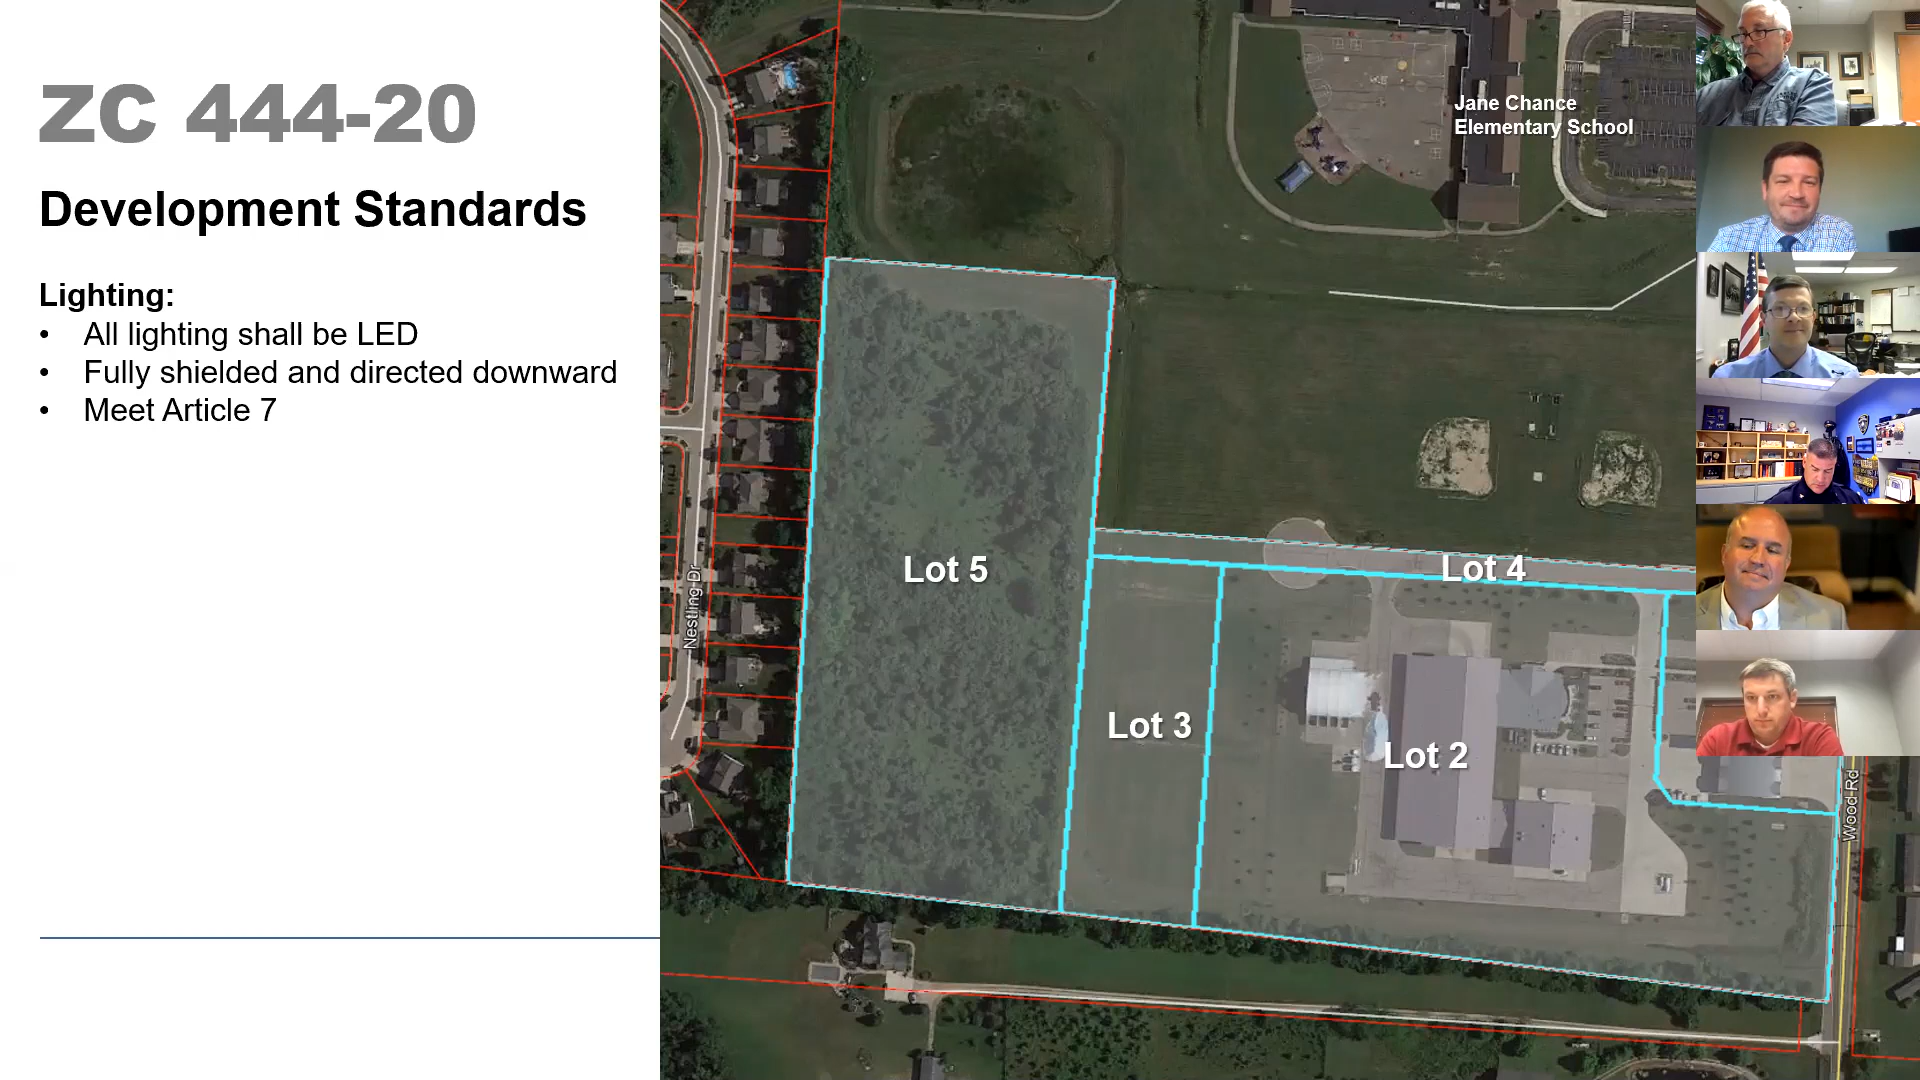 ZC 444-20
Development Standards
Lighting:
• All lighting shall be LED
• Fully shielded and directed downward
• Meet Article 7
Jane Chance
Elementary School
Lot 5
Lot 4
Lot 3
Lot 2
Nestling Dr
Wood Rd